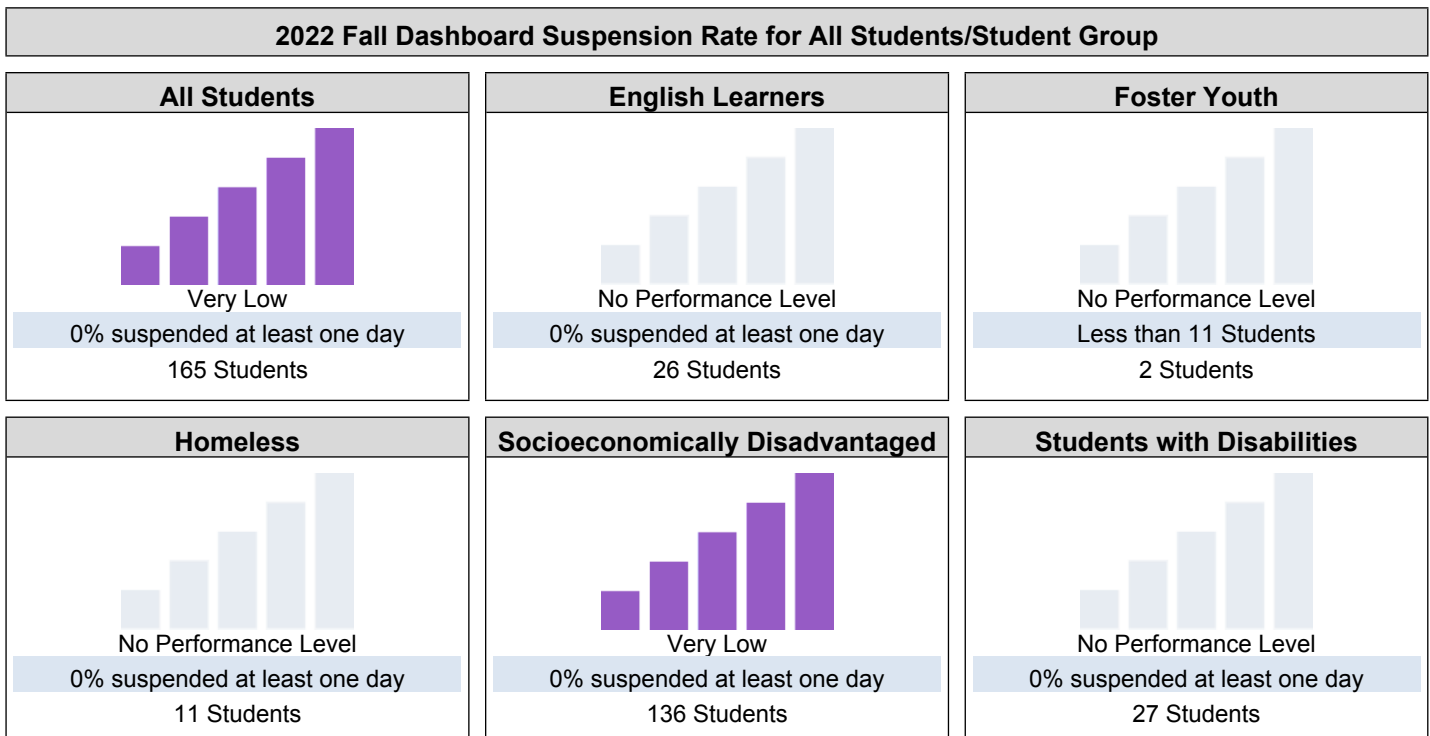 2022 Fall Dashboard Suspension Rate for All Students/Student Group
All Students
Very Low
0% suspended at least one day
165 Students
English Learners
No Performance Level
0% suspended at least one day
26 Students
Foster Youth
No Performance Level
Less than 11 Students
2 Students
Homeless
No Performance Level
0% suspended at least one day
11 Students
Socioeconomically Disadvantaged
Very Low
0% suspended at least one day
136 Students
Students with Disabilities
No Performance Level
0% suspended at least one day
27 Students